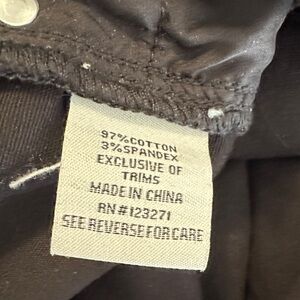 97%COTTON
3%SPANDEX
EXCLUSIVE OF
TRIMS
MADE IN CHINA
RN#123271
SEE REVERSE FOR CARE